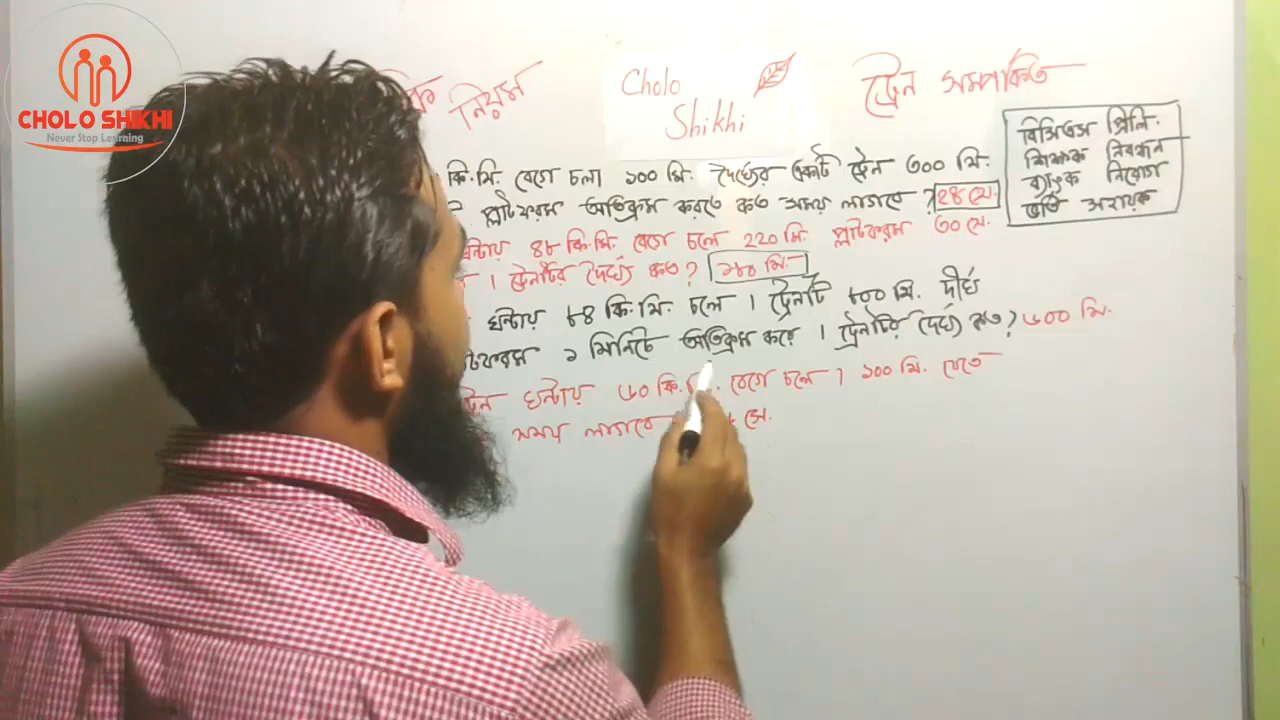 CHOLO SHIKHI
Never Stop Learning
নিয়ম
Cholo
Shikhi
ট্রেন সম্পর্কিত
বিসিএস প্রিলি.
শিক্ষক নিবন্ধন
ব্যাংক নিয়োগ
ভর্তি সহায়ক
কি.মি. বেগে চলা ১০০ মি. দৈর্ঘ্যের একটি ট্রেন ৩০০ মি.
প্লাটফরম অতিক্রম করতে কত সময় লাগবে ? ২৪ সে.
ঘন্টায় ৪৮ কি.মি. বেগে চলে ২২০ মি. প্লাটফরম ৩০ সে.
। ট্রেনটির দৈর্ঘ্য কত? ১৮০ মি.
ঘন্টায় ৮৪ কি.মি. চলে । ট্রেনটি ৮০০ মি. দীর্ঘ
১ মিনিটে অতিক্রম করে । ট্রেনটির দৈর্ঘ্য কত? ৬০০ মি.
ঘন্টায় ৬০ কি. বেগে চলে । ১০০ মি. যেতে
সময় লাগবে সে.